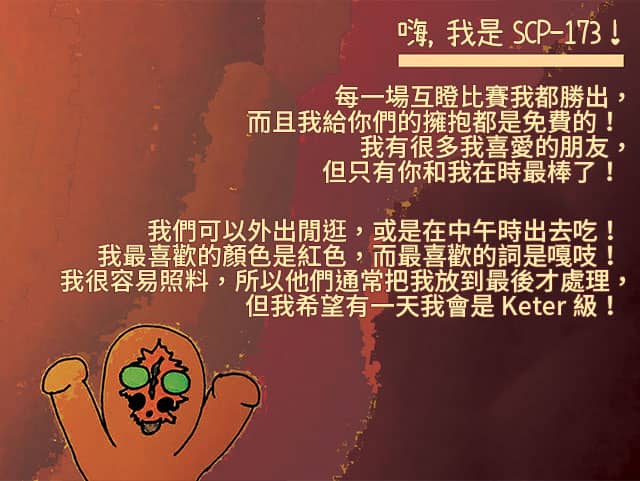 嗨, 我是 SCP-173！
每一場互瞪比賽我都勝出，
而且我給你們的擁抱都是免費的！
我有很多我喜愛的朋友，
但只有你和我在時最棒了！
我們可以外出閒逛，或是在中午時出去吃！
我最喜歡的顏色是紅色，而最喜歡的詞是嘎吱！
我很容易照料，所以他們通常把我放到最後才處理，
但我希望有一天我會是 Keter 級！